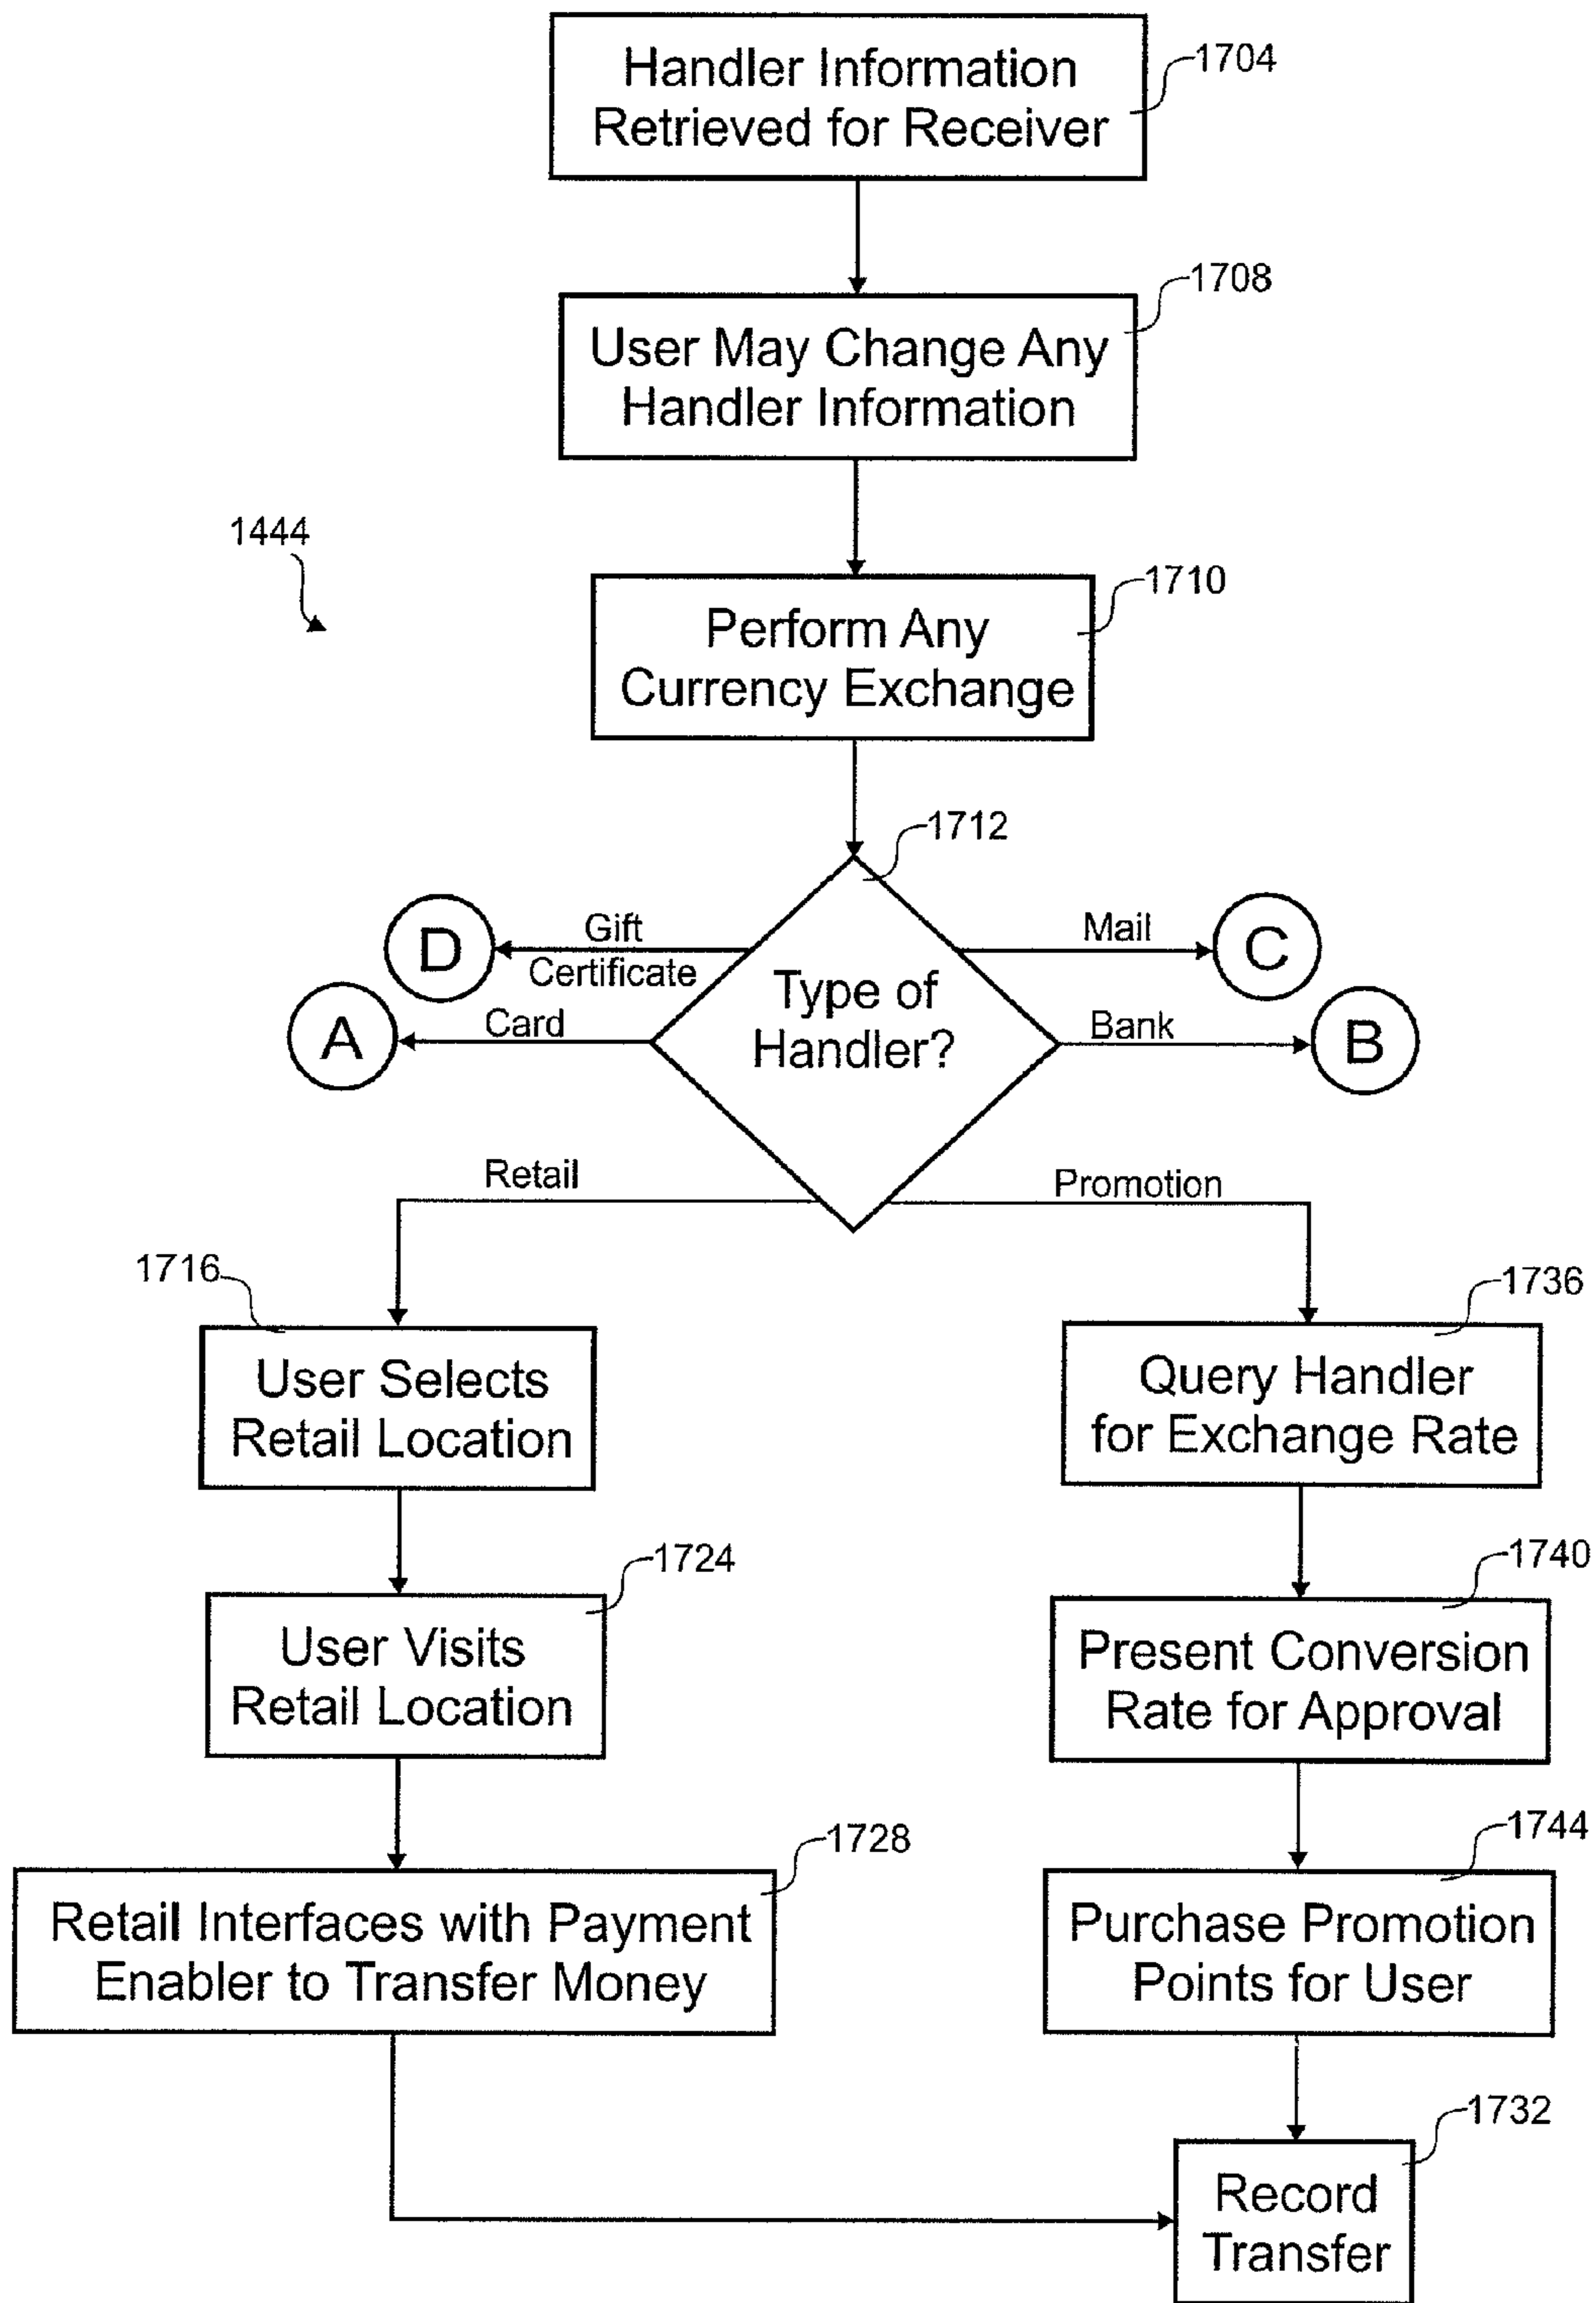 Handler Information
Retrieved for Receiver
1704
User May Change Any
Handler Information
1708
1444
Perform Any
Currency Exchange
1710
1712
Type of
Handler?
D
Gift
Certificate
Mail
C
A
Card
Bank
B
Retail
Promotion
1716
User Selects
Retail Location
1724
User Visits
Retail Location
1728
Retail Interfaces with Payment
Enabler to Transfer Money
1736
Query Handler
for Exchange Rate
1740
Present Conversion
Rate for Approval
1744
Purchase Promotion
Points for User
1732
Record
Transfer